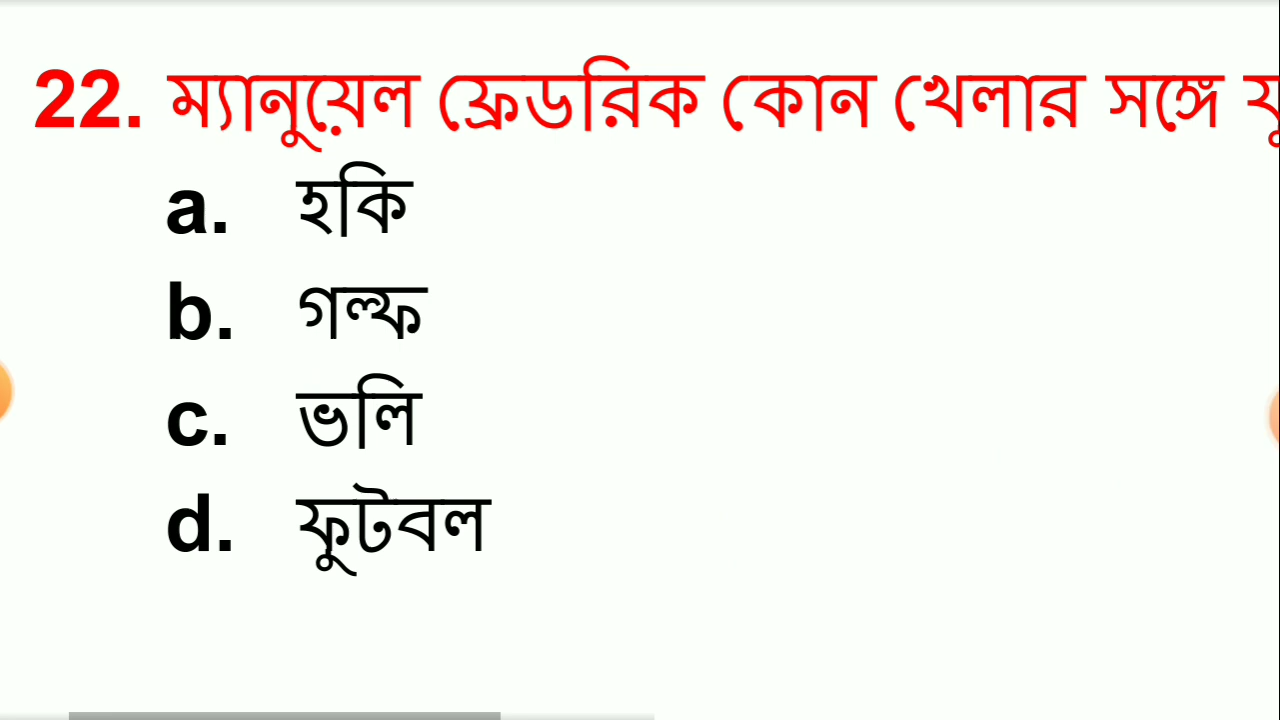 22. ম্যানুয়েল ফ্রেডরিক কোন খেলার সঙ্গে
a. হকি
b. গল্ফ
c. ভলি
d. ফুটবল